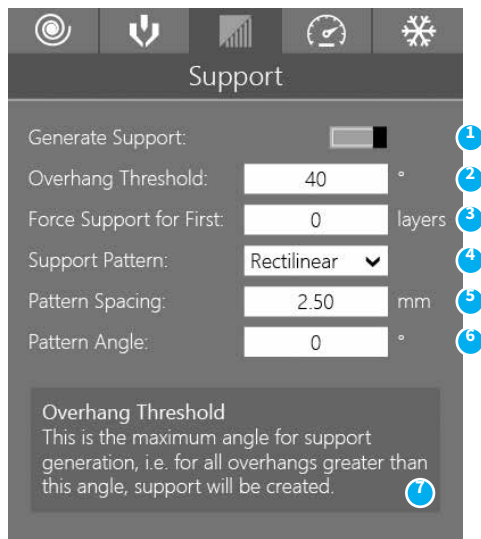 Support
Generate Support: 1
Overhang Threshold: 40 ° 2
Force Support for First: 0 layers 3
Support Pattern: Rectilinear 4
Pattern Spacing: 2.50 mm 5
Pattern Angle: 0 ° 6
Overhang Threshold
This is the maximum angle for support
generation, i.e. for all overhangs greater than
this angle, support will be created. 7